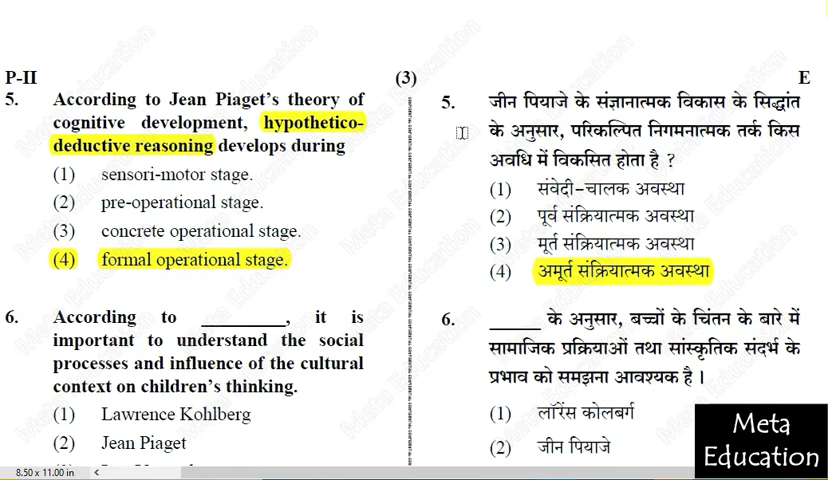 P-II
(3)
E
5. According to Jean Piaget's theory of
cognitive development, hypothetico-
deductive reasoning develops during
(1) sensori-motor stage.
(2) pre-operational stage.
(3) concrete operational stage.
(4) formal operational stage.
6. According to ________, it is
important to understand the social
processes and influence of the cultural
context on children's thinking.
(1) Lawrence Kohlberg
(2) Jean Piaget
5. जीन पियाजे के संज्ञानात्मक विकास के सिद्धांत
के अनुसार, परिकल्पित निगमनात्मक तर्क किस
अवधि में विकसित होता है ?
(1) संवेदी-चालक अवस्था
(2) पूर्व संक्रियात्मक अवस्था
(3) मूर्त संक्रियात्मक अवस्था
(4) अमूर्त संक्रियात्मक अवस्था
6. _____ के अनुसार, बच्चों के चिंतन के बारे में
सामाजिक प्रक्रियाओं तथा सांस्कृतिक संदर्भ के
प्रभाव को समझना आवश्यक है ।
(1) लॉरेंस कोलबर्ग
(2) जीन पियाजे
Meta
Education
8.50 x 11.00 in